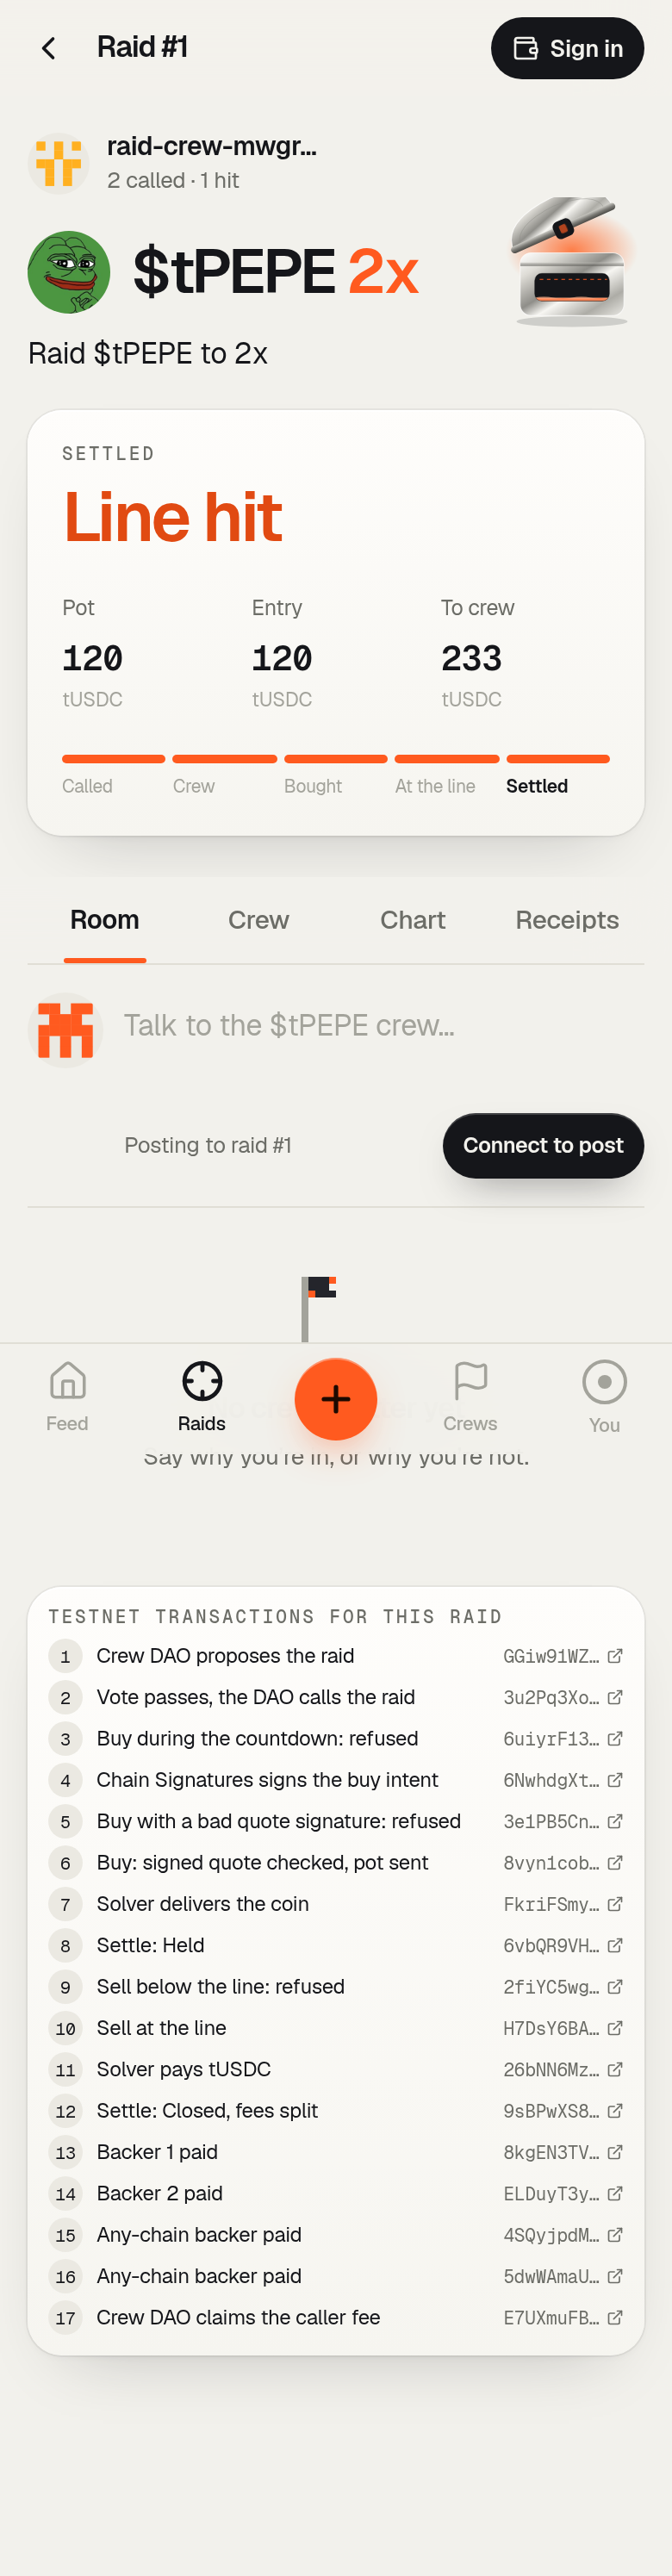 Raid #1
Sign in
raid-crew-mwgr...
2 called · 1 hit
$tPEPE 2x
Raid $tPEPE to 2x
SETTLED
Line hit
Pot Entry To crew
120 120 233
tUSDC tUSDC tUSDC
Called Crew Bought At the line Settled
Room Crew Chart Receipts
Talk to the $tPEPE crew...
Posting to raid #1
Connect to post
Feed Raids Crews You
Say why you're in, or why you're not.
TESTNET TRANSACTIONS FOR THIS RAID
1 Crew DAO proposes the raid GGiw91WZ…
2 Vote passes, the DAO calls the raid 3u2Pq3Xo…
3 Buy during the countdown: refused 6uiyrFi3…
4 Chain Signatures signs the buy intent 6NwhdgXt…
5 Buy with a bad quote signature: refused 3e1PB5Cn…
6 Buy: signed quote checked, pot sent 8vyn1cob…
7 Solver delivers the coin FkriFSmy…
8 Settle: Held 6vbQR9VH…
9 Sell below the line: refused 2fiYC5wg…
10 Sell at the line H7DsY6BA…
11 Solver pays tUSDC 26bNN6Mz…
12 Settle: Closed, fees split 9sBPwXS8…
13 Backer 1 paid 8kgEN3TV…
14 Backer 2 paid ELDuyT3y…
15 Any-chain backer paid 4SQyjpdM…
16 Any-chain backer paid 5dwWAmaU…
17 Crew DAO claims the caller fee E7UXmuFB…